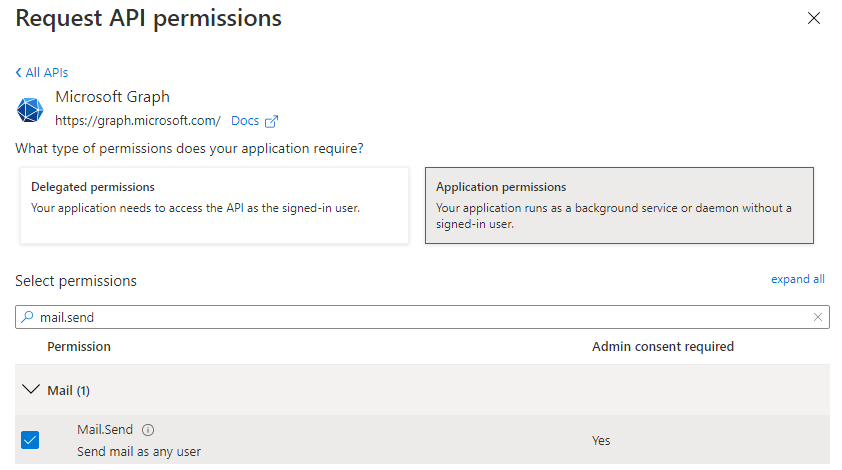 Request API permissions
All APIs
Microsoft Graph
https://graph.microsoft.com/ Docs
What type of permissions does your application require?
Delegated permissions
Your application needs to access the API as the signed-in user.
Application permissions
Your application runs as a background service or daemon without a
signed-in user.
Select permissions
expand all
mail.send
Permission
Admin consent required
Mail (1)
Mail.Send
Send mail as any user
Yes